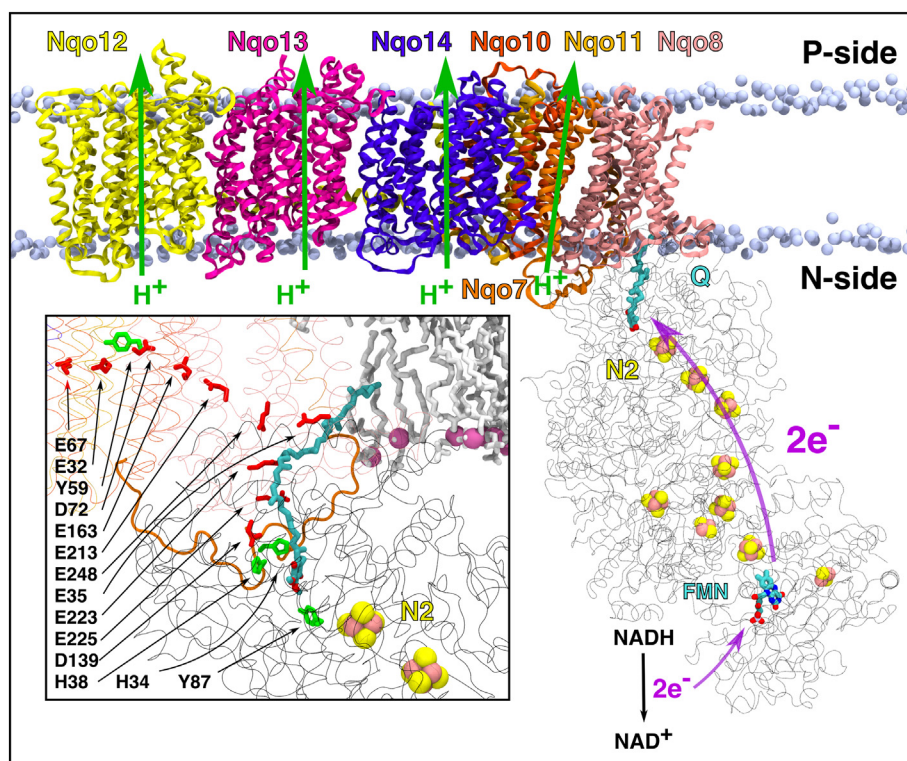 Nqo12 Nqo13 Nqo14 Nqo10 Nqo11 Nqo8
P-side
H+ H+ H+ H+
Nqo7
Q
N-side
N2
2e-
FMN
NADH
2e-
NAD+
E67
E32
Y59
D72
E163
E213
E248
E35
E223
E225
D139
H38 H34 Y87
N2